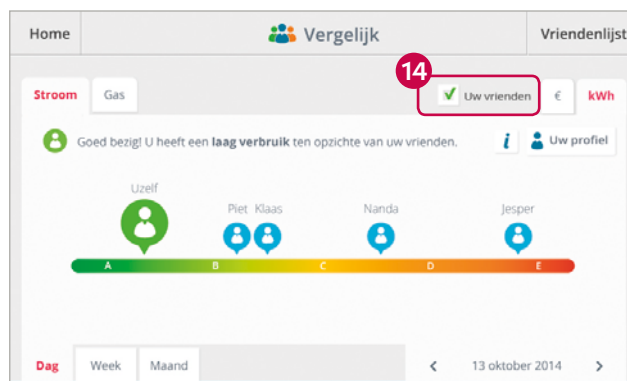 Home Vergelijk Vriendenlijst
14
Stroom Gas Uw vrienden € kWh
Goed bezig! U heeft een laag verbruik ten opzichte van uw vrienden. i Uw profiel
Uzelf
Piet Klaas Nanda Jesper
A B C D E
Dag Week Maand < 13 oktober 2014 >